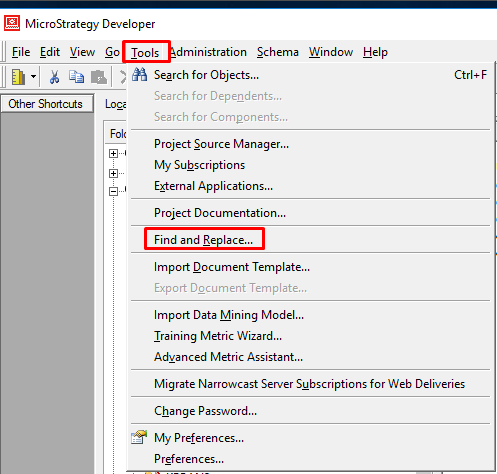 MicroStrategy Developer
File Edit View Go Tools Administration Schema Window Help
Other Shortcuts
Search for Objects... Ctrl+F
Search for Dependents...
Search for Components...
Project Source Manager...
My Subscriptions
External Applications...
Project Documentation...
Find and Replace...
Import Document Template...
Export Document Template...
Import Data Mining Model...
Training Metric Wizard...
Advanced Metric Assistant...
Migrate Narrowcast Server Subscriptions for Web Deliveries
Change Password...
My Preferences...
Preferences...